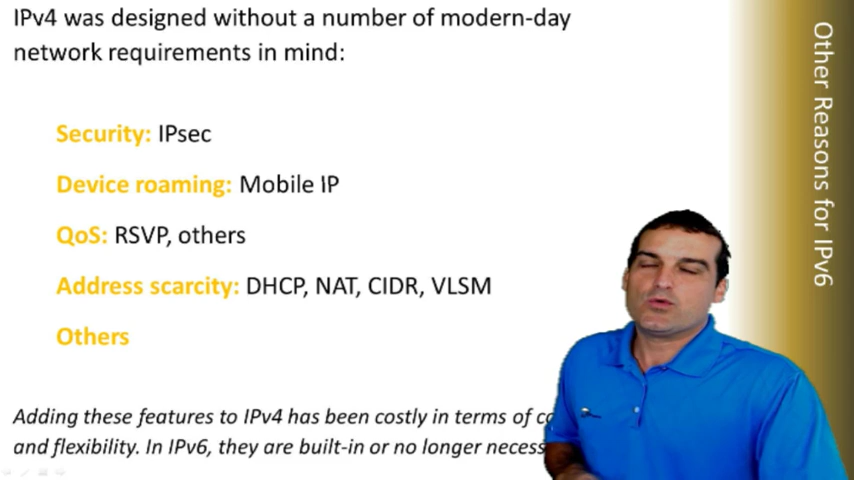 IPv4 was designed without a number of modern-day
network requirements in mind:
Security: IPsec
Device roaming: Mobile IP
QoS: RSVP, others
Address scarcity: DHCP, NAT, CIDR, VLSM
Others
Adding these features to IPv4 has been costly in terms of
and flexibility. In IPv6, they are built-in or no longer
Other Reasons for IPv6